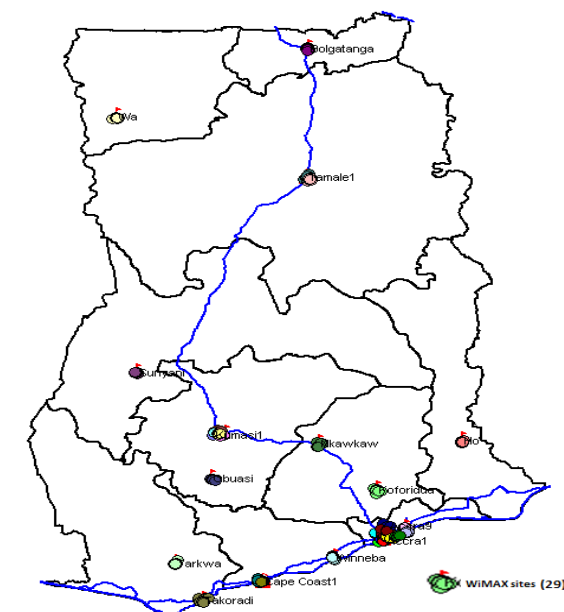 Bolgatanga
Wa
Tamale1
Sunyani
Kumasi1
Nkawkaw
Ho
Obuasi
Koforidua
Accra1
Winneba
Tarkwa
Cape Coast1
Takoradi
WiMAX sites (29)